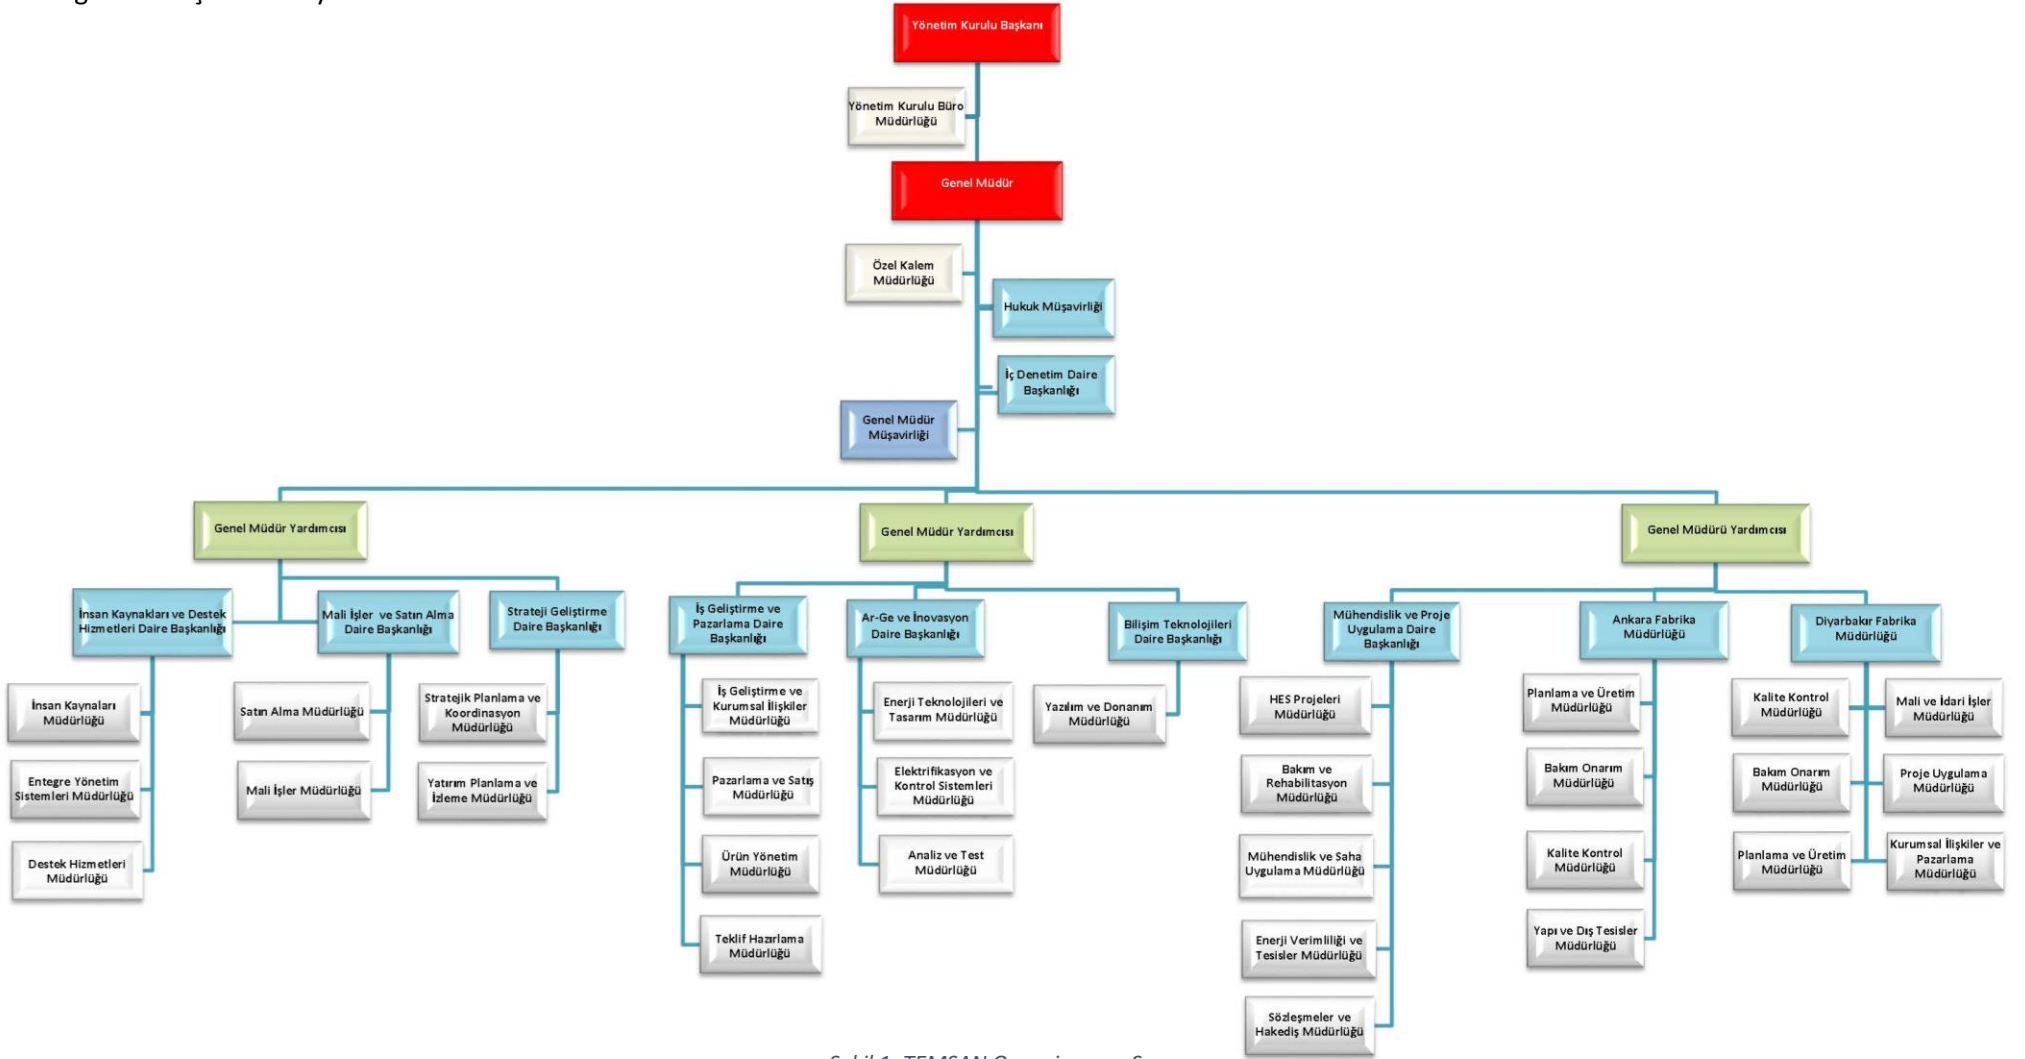 Yönetim Kurulu Başkanı
Yönetim Kurulu Büro
Müdürlüğü
Genel Müdür
Özel Kalem
Müdürlüğü
Hukuk Müşavirliği
İç Denetim Daire
Başkanlığı
Genel Müdür
Müşavirliği
Genel Müdür Yardımcısı
Genel Müdür Yardımcısı
Genel Müdürü Yardımcısı
İnsan Kaynakları ve Destek
Hizmetleri Daire Başkanlığı
Mali İşler ve Satın Alma
Daire Başkanlığı
Strateji Geliştirme
Daire Başkanlığı
İş Geliştirme ve
Pazarlama Daire
Başkanlığı
Ar-Ge ve İnovasyon
Daire Başkanlığı
Bilişim Teknolojileri
Daire Başkanlığı
Mühendislik ve Proje
Uygulama Daire
Başkanlığı
Ankara Fabrika
Müdürlüğü
Diyarbakır Fabrika
Müdürlüğü
İnsan Kaynaları
Müdürlüğü
Entegre Yönetim
Sistemleri Müdürlüğü
Destek Hizmetleri
Müdürlüğü
Satın Alma Müdürlüğü
Mali İşler Müdürlüğü
Stratejik Planlama ve
Koordinasyon
Müdürlüğü
Yatırım Planlama ve
İzleme Müdürlüğü
İş Geliştirme ve
Kurumsal İlişkiler
Müdürlüğü
Pazarlama ve Satış
Müdürlüğü
Ürün Yönetim
Müdürlüğü
Teklif Hazırlama
Müdürlüğü
Enerji Teknolojileri ve
Tasarım Müdürlüğü
Elektrifikasyon ve
Kontrol Sistemleri
Müdürlüğü
Analiz ve Test
Müdürlüğü
Yazılım ve Donanım
Müdürlüğü
HES Projeleri
Müdürlüğü
Bakım ve
Rehabilitasyon
Müdürlüğü
Mühendislik ve Saha
Uygulama Müdürlüğü
Enerji Verimliliği ve
Tesisler Müdürlüğü
Sözleşmeler ve
Hakediş Müdürlüğü
Planlama ve Üretim
Müdürlüğü
Bakım Onarım
Müdürlüğü
Kalite Kontrol
Müdürlüğü
Yapı ve Dış Tesisler
Müdürlüğü
Kalite Kontrol
Müdürlüğü
Bakım Onarım
Müdürlüğü
Planlama ve Üretim
Müdürlüğü
Mali ve İdari İşler
Müdürlüğü
Proje Uygulama
Müdürlüğü
Kurumsal İlişkiler ve
Pazarlama
Müdürlüğü
Şekil 1. TEMSAN